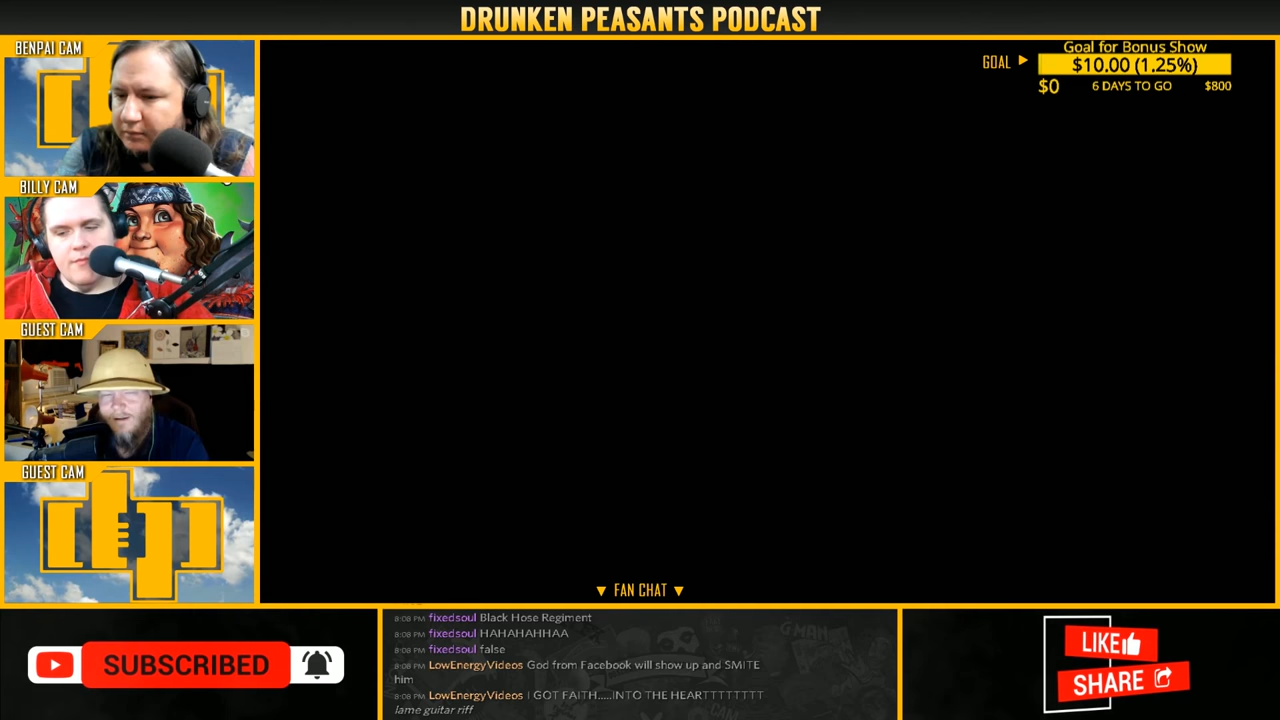 DRUNKEN PEASANTS PODCAST
BENPAI CAM
BILLY CAM
GUEST CAM
GUEST CAM
GOAL ▶
Goal for Bonus Show
$10.00 (1.25%)
$0 6 DAYS TO GO $800
▼ FAN CHAT ▼
8:08 PM fixedsoul Black Hose Regiment
8:08 PM fixedsoul HAHAHAHHAA
8:08 PM fixedsoul false
8:08 PM LowEnergyVideos God from Facebook will show up and SMITE
him
8:08 PM LowEnergyVideos I GOT FAITH.....INTO THE HEARTTTTTTTT
lame guitar riff
SUBSCRIBED
LIKE
SHARE